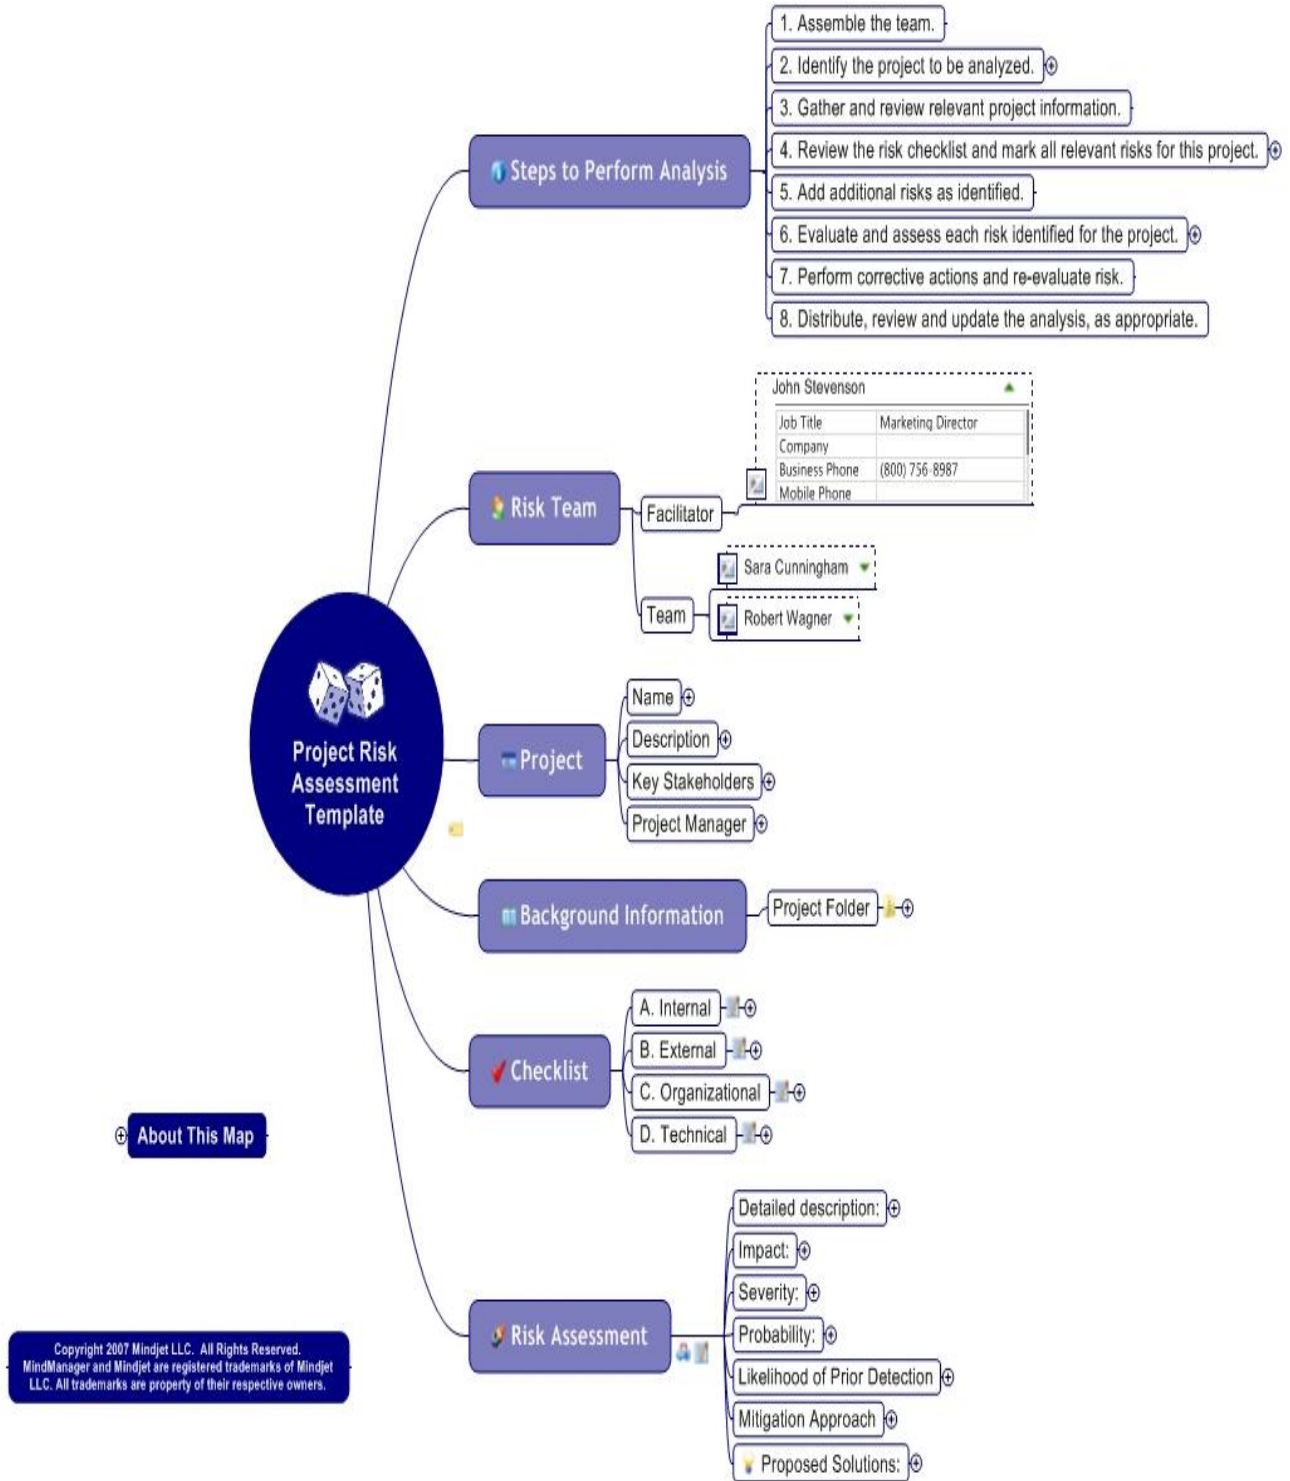 1. Assemble the team.
2. Identify the project to be analyzed.
3. Gather and review relevant project information.
4. Review the risk checklist and mark all relevant risks for this project.
Steps to Perform Analysis
5. Add additional risks as identified.
6. Evaluate and assess each risk identified for the project.
7. Perform corrective actions and re-evaluate risk.
8. Distribute, review and update the analysis, as appropriate.
John Stevenson
Job Title Marketing Director
Company
Business Phone (800) 756-8987
Mobile Phone
Risk Team
Facilitator
Sara Cunningham
Team
Robert Wagner
Project Risk
Assessment
Template
Project
Name
Description
Key Stakeholders
Project Manager
Background Information
Project Folder
Checklist
A. Internal
B. External
C. Organizational
D. Technical
About This Map
Risk Assessment
Detailed description:
Impact:
Severity:
Probability:
Likelihood of Prior Detection
Mitigation Approach
Proposed Solutions:
Copyright 2007 Mindjet LLC. All Rights Reserved.
MindManager and Mindjet are registered trademarks of Mindjet
LLC. All trademarks are property of their respective owners.